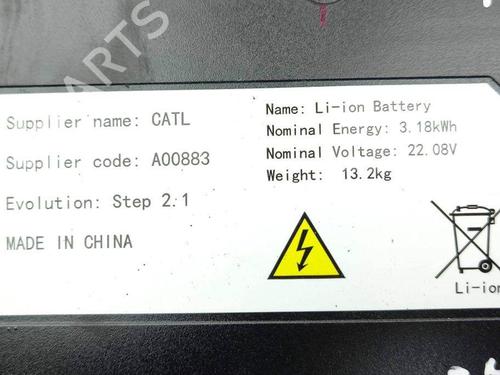 B-PARTS
Supplier name: CATL
Supplier code: A00883
Evolution: Step 2.1
MADE IN CHINA
Name: Li-ion Battery
Nominal Energy: 3.18kWh
Nominal Voltage: 22.08V
Weight: 13.2kg
Li-ion